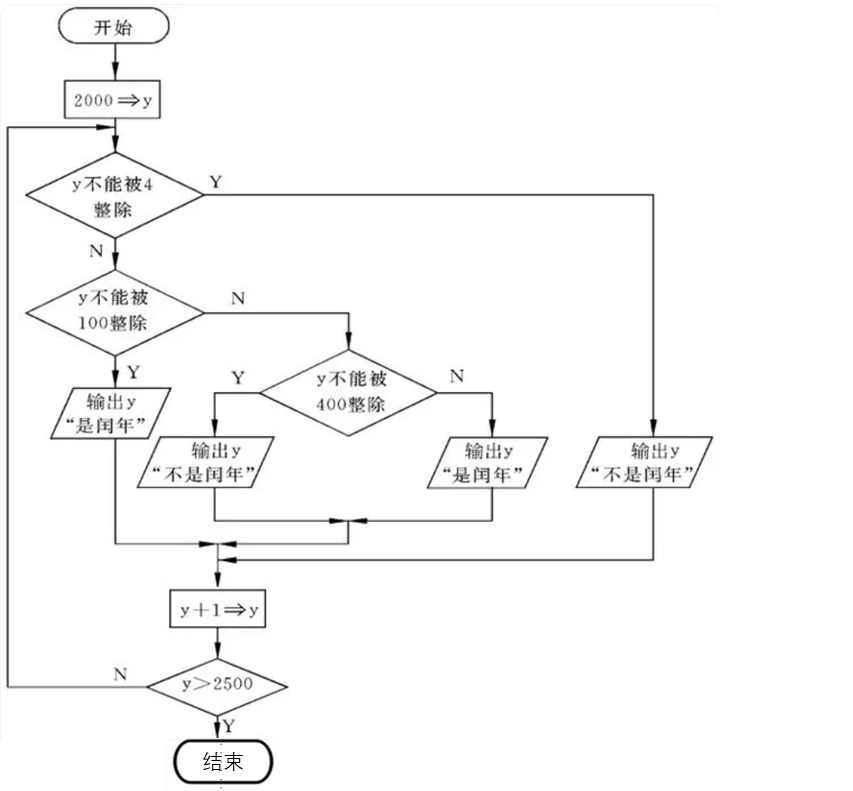 开始
2000⇒y
y不能被4
整除
Y
N
y不能被
100整除
N
Y
y不能被
400整除
Y
N
输出y
“是闰年”
输出y
“不是闰年”
输出y
“是闰年”
输出y
“不是闰年”
y+1⇒y
y>2500
N
Y
结束